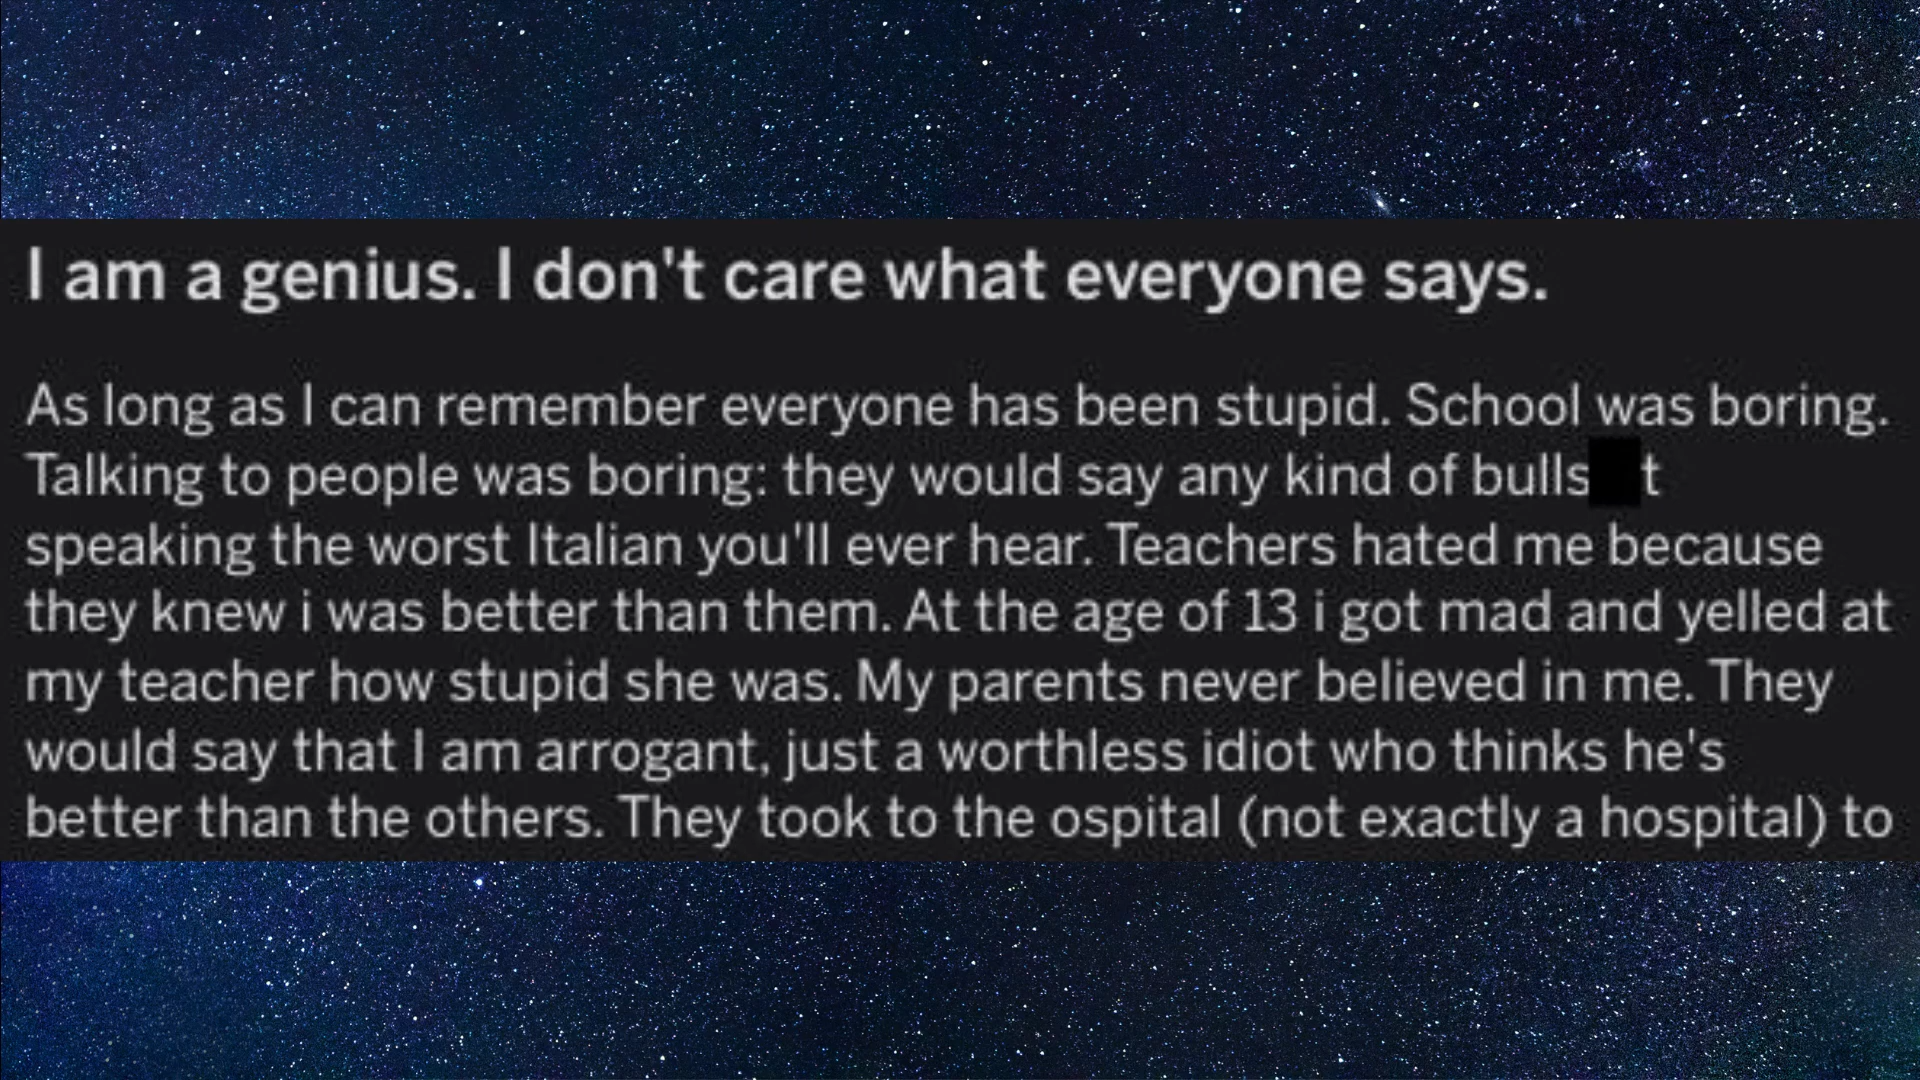 I am a genius. I don't care what everyone says.
As long as I can remember everyone has been stupid. School was boring.
Talking to people was boring: they would say any kind of bulls t
speaking the worst Italian you'll ever hear. Teachers hated me because
they knew i was better than them. At the age of 13 i got mad and yelled at
my teacher how stupid she was. My parents never believed in me. They
would say that I am arrogant, just a worthless idiot who thinks he's
better than the others. They took to the ospital (not exactly a hospital) to